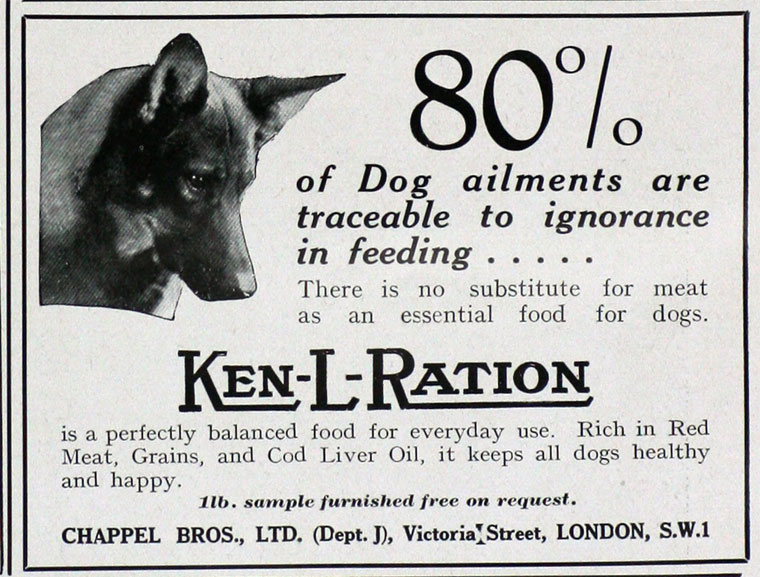 80%
of Dog ailments are
traceable to ignorance
in feeding . . . . .
There is no substitute for meat
as an essential food for dogs.
KEN-L-RATION
is a perfectly balanced food for everyday use. Rich in Red
Meat, Grains, and Cod Liver Oil, it keeps all dogs healthy
and happy.
1lb. sample furnished free on request.
CHAPPEL BROS., LTD. (Dept. J), Victoria Street, LONDON, S.W.1